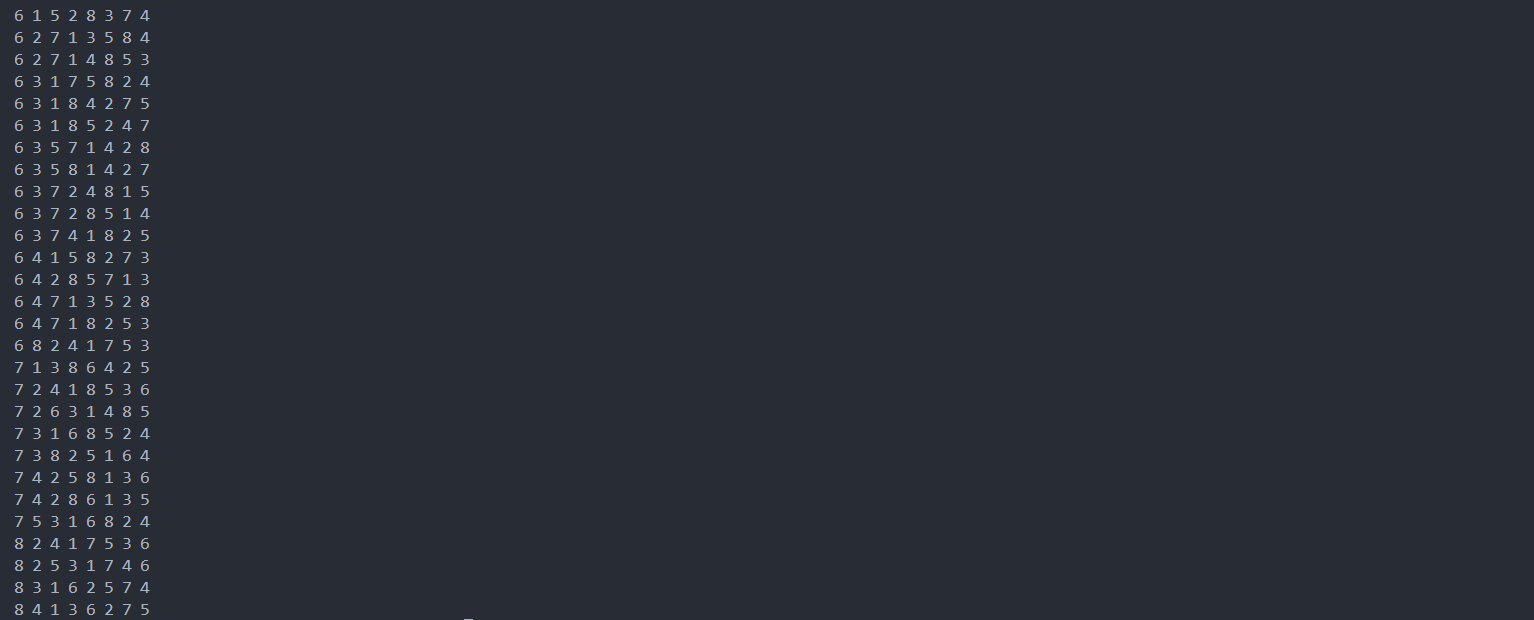 6 1 5 2 8 3 7 4
6 2 7 1 3 5 8 4
6 2 7 1 4 8 5 3
6 3 1 7 5 8 2 4
6 3 1 8 4 2 7 5
6 3 1 8 5 2 4 7
6 3 5 7 1 4 2 8
6 3 5 8 1 4 2 7
6 3 7 2 4 8 1 5
6 3 7 2 8 5 1 4
6 3 7 4 1 8 2 5
6 4 1 5 8 2 7 3
6 4 2 8 5 7 1 3
6 4 7 1 3 5 2 8
6 4 7 1 8 2 5 3
6 8 2 4 1 7 5 3
7 1 3 8 6 4 2 5
7 2 4 1 8 5 3 6
7 2 6 3 1 4 8 5
7 3 1 6 8 5 2 4
7 3 8 2 5 1 6 4
7 4 2 5 8 1 3 6
7 4 2 8 6 1 3 5
7 5 3 1 6 8 2 4
8 2 4 1 7 5 3 6
8 2 5 3 1 7 4 6
8 3 1 6 2 5 7 4
8 4 1 3 6 2 7 5